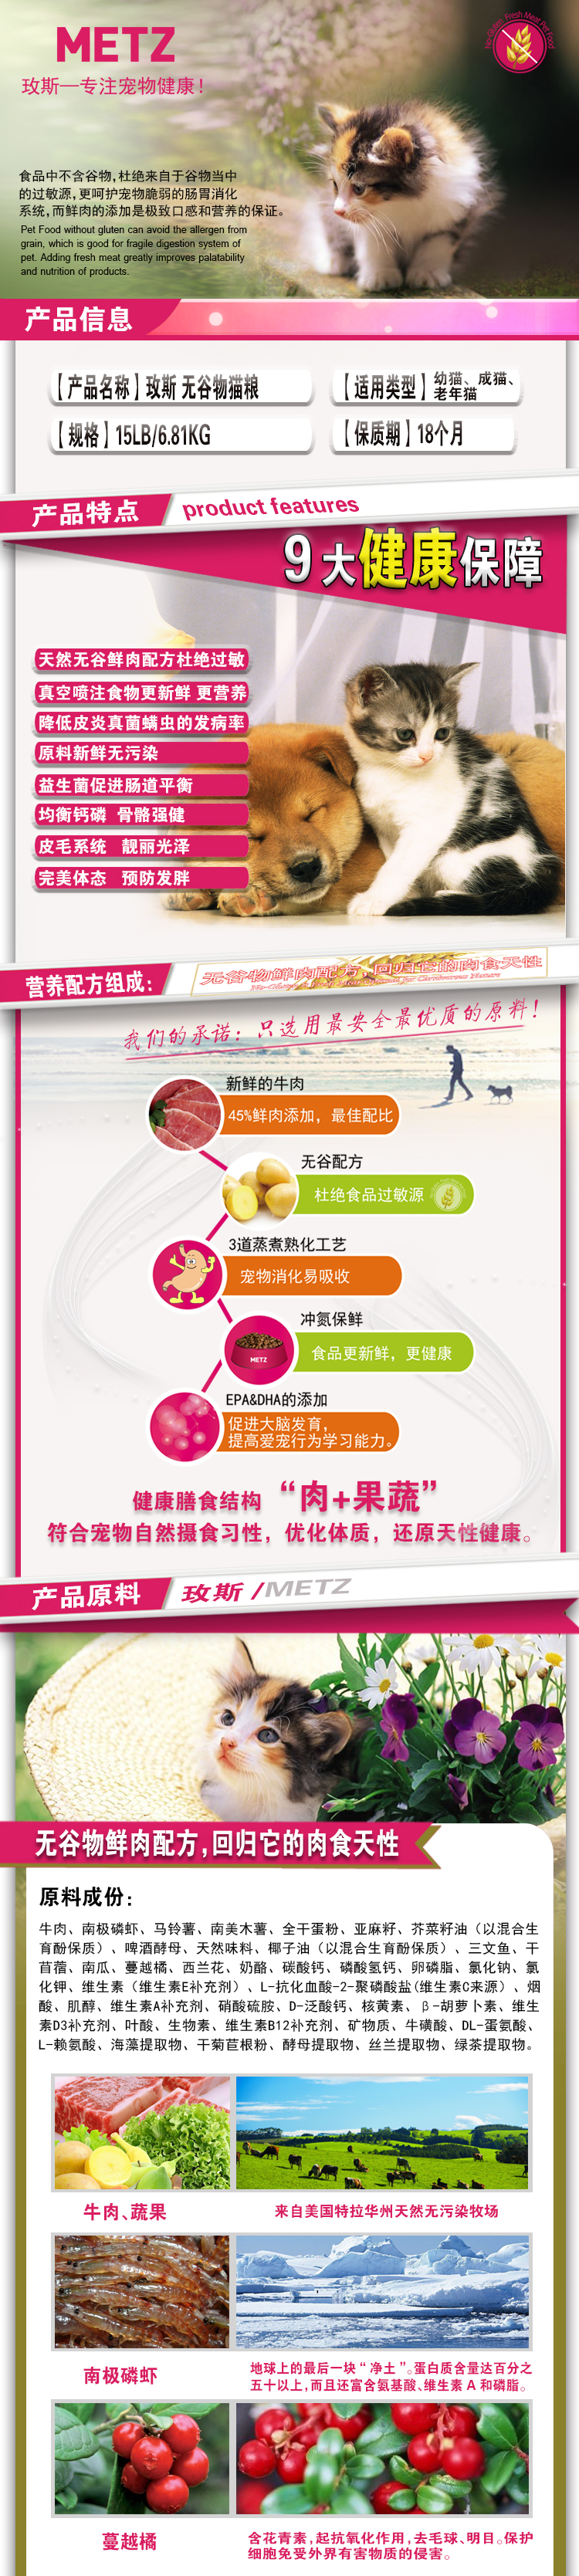 METZ
玫斯—专注宠物健康！
No-Gluten, Fresh Meat Pet Food
食品中不含谷物,杜绝来自于谷物当中
的过敏源,更呵护宠物脆弱的肠胃消化
系统,而鲜肉的添加是极致口感和营养的保证。
Pet Food without gluten can avoid the allergen from
grain, which is good for fragile digestion system of
pet. Adding fresh meat greatly improves palatability
and nutrition of products.
产品信息
【产品名称】玫斯 无谷物猫粮
【适用类型】幼猫、成猫、
老年猫
【规格】15LB/6.81KG
【保质期】18个月
产品特点 product features
9大健康保障
天然无谷鲜肉配方杜绝过敏
真空喷注食物更新鲜 更营养
降低皮炎真菌螨虫的发病率
原料新鲜无污染
益生菌促进肠道平衡
均衡钙磷 骨骼强健
皮毛系统 靓丽光泽
完美体态 预防发胖
营养配方组成:
无谷物鲜肉配方,回归它的肉食天性
我们的承诺：只选用最安全最优质的原料！
新鲜的牛肉
45%鲜肉添加，最佳配比
无谷配方
杜绝食品过敏源
3道蒸煮熟化工艺
宠物消化易吸收
冲氮保鲜
METZ
食品更新鲜，更健康
EPA&DHA的添加
促进大脑发育，
提高爱宠行为学习能力。
健康膳食结构“肉+果蔬”
符合宠物自然摄食习性，优化体质，还原天性健康。
产品原料 玫斯/METZ
无谷物鲜肉配方,回归它的肉食天性
原料成份：
牛肉、南极磷虾、马铃薯、南美木薯、全干蛋粉、亚麻籽、芥菜籽油（以混合生
育酚保质）、啤酒酵母、天然味料、椰子油（以混合生育酚保质）、三文鱼、干
苜蓿、南瓜、蔓越橘、西兰花、奶酪、碳酸钙、磷酸氢钙、卵磷脂、氯化钠、氯
化钾、维生素（维生素E补充剂）、L-抗化血酸-2-聚磷酸盐(维生素C来源）、烟
酸、肌醇、维生素A补充剂、硝酸硫胺、D-泛酸钙、核黄素、β-胡萝卜素、维生
素D3补充剂、叶酸、生物素、维生素B12补充剂、矿物质、牛磺酸、DL-蛋氨酸、
L-赖氨酸、海藻提取物、干菊苣根粉、酵母提取物、丝兰提取物、绿茶提取物。
牛肉、蔬果
来自美国特拉华州天然无污染牧场
南极磷虾
地球上的最后一块“净土”。蛋白质含量达百分之
五十以上,而且还富含氨基酸、维生素 A 和磷脂。
蔓越橘
含花青素,起抗氧化作用,去毛球、明目。保护
细胞免受外界有害物质的侵害。